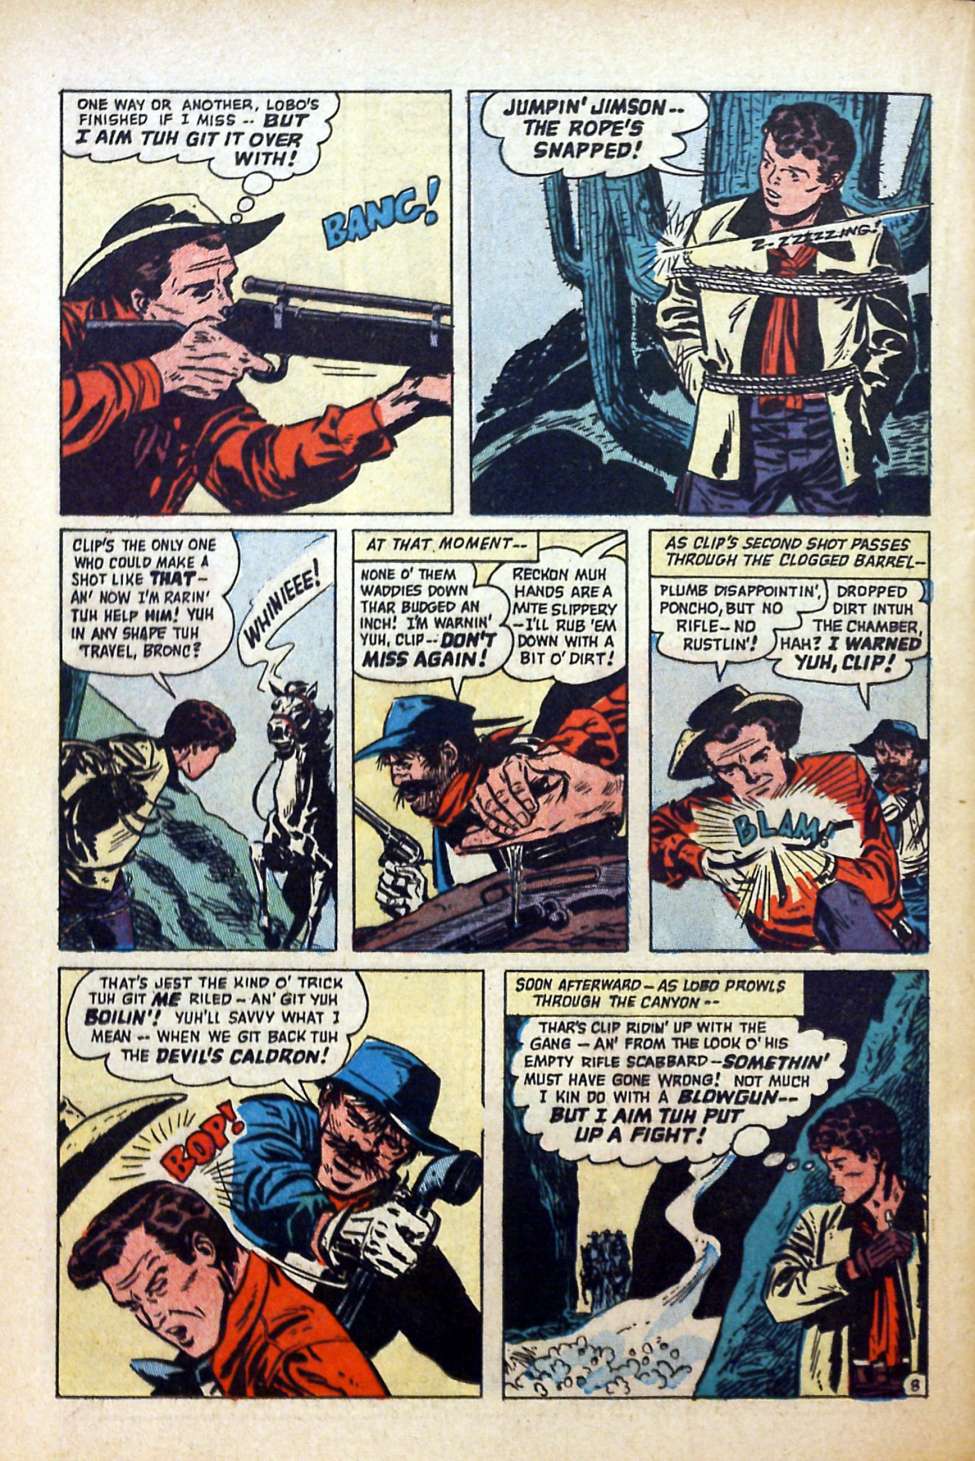 ONE WAY OR ANOTHER, LOBO'S
FINISHED IF I MISS -- BUT
I AIM TUH GIT IT OVER
WITH!
BANG!
JUMPIN' JIMSON--
THE ROPE'S
SNAPPED!
Z-ZZZZZZING!
CLIP'S THE ONLY ONE
WHO COULD MAKE A
SHOT LIKE THAT--
AN' NOW I'M RARIN'
TUH HELP HIM! YUH
IN ANY SHAPE TUH
TRAVEL, BRONC?
WHINIEEE!
AT THAT MOMENT--
NONE O' THEM
WADDIES DOWN
THAR BUDGED AN
INCH! I'M WARNIN'
YUH, CLIP--DON'T
MISS AGAIN!
RECKON MUH
HANDS ARE A
MITE SLIPPERY
--I'LL RUB 'EM
DOWN WITH A
BIT O' DIRT!
AS CLIP'S SECOND SHOT PASSES
THROUGH THE CLOGGED BARREL--
PLUMB DISAPPOINTIN',
PONCHO, BUT NO
RIFLE--NO
RUSTLIN'!
DROPPED
DIRT INTUH
THE CHAMBER,
HAH? I WARNED
YUH, CLIP!
BLAM!
THAT'S JEST THE KIND O' TRICK
TUH GIT ME RILED -- AN' GIT YUH
BOILIN'! YUH'LL SAVVY WHAT I
MEAN -- WHEN WE GIT BACK TUH
THE DEVIL'S CALDRON!
BOP!
SOON AFTERWARD--AS LOBO PROWLS
THROUGH THE CANYON--
THAR'S CLIP RIDIN' UP WITH THE
GANG -- AN' FROM THE LOOK O' HIS
EMPTY RIFLE SCABBARD--SOMETHIN'
MUST HAVE GONE WRONG! NOT MUCH
I KIN DO WITH A BLOWGUN--
BUT I AIM TUH PUT
UP A FIGHT!
8